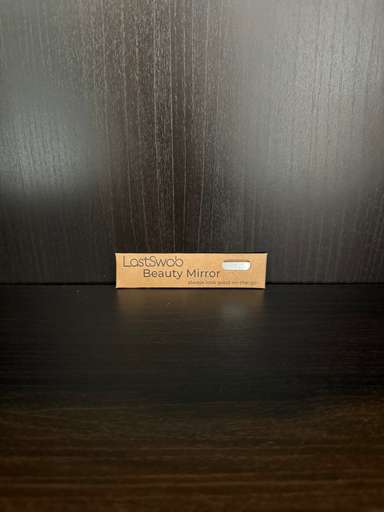 LastSwab
Beauty Mirror
always look good on-the-go